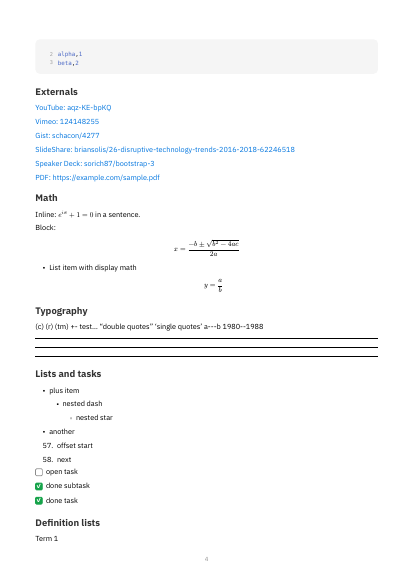 2 alpha,1
3 beta,2
Externals
YouTube: aqz-KE-bpKQ
Vimeo: 124148255
Gist: schacon/4277
SlideShare: briansolis/26-disruptive-technology-trends-2016-2018-62246518
Speaker Deck: sorich87/bootstrap-3
PDF: https://example.com/sample.pdf
Math
Inline: e^{iπ} + 1 = 0 in a sentence.
Block:
x = \frac{-b ± \sqrt{b^2 − 4ac}}{2a}
• List item with display math
y = \frac{a}{b}
Typography
(c) (r) (tm) +- test… “double quotes” ‘single quotes’ a---b 1980--1988
Lists and tasks
• plus item
• nested dash
◦ nested star
• another
57. offset start
58. next
open task
done subtask
done task
Definition lists
Term 1
4